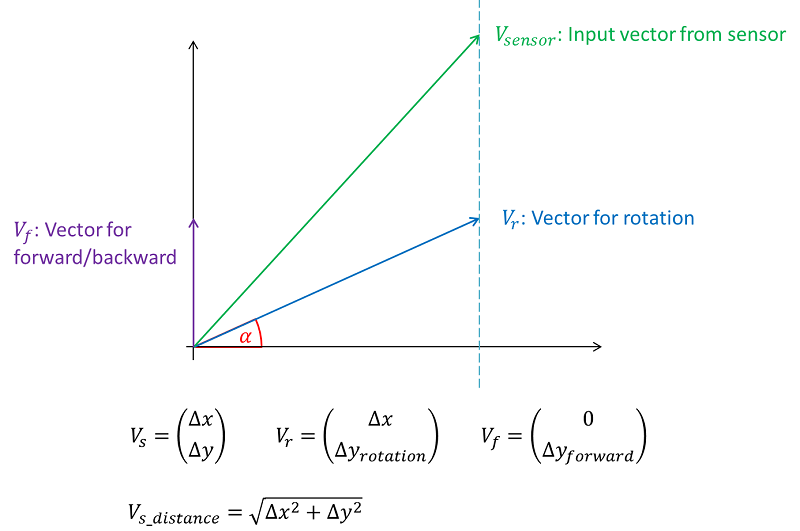 V_sensor: Input vector from sensor
V_r: Vector for rotation
V_f: Vector for
forward/backward
α
V_s = (Δx Δy) V_r = (Δx Δy_rotation) V_f = (0 Δy_forward)
V_s_distance = √(Δx² + Δy²)